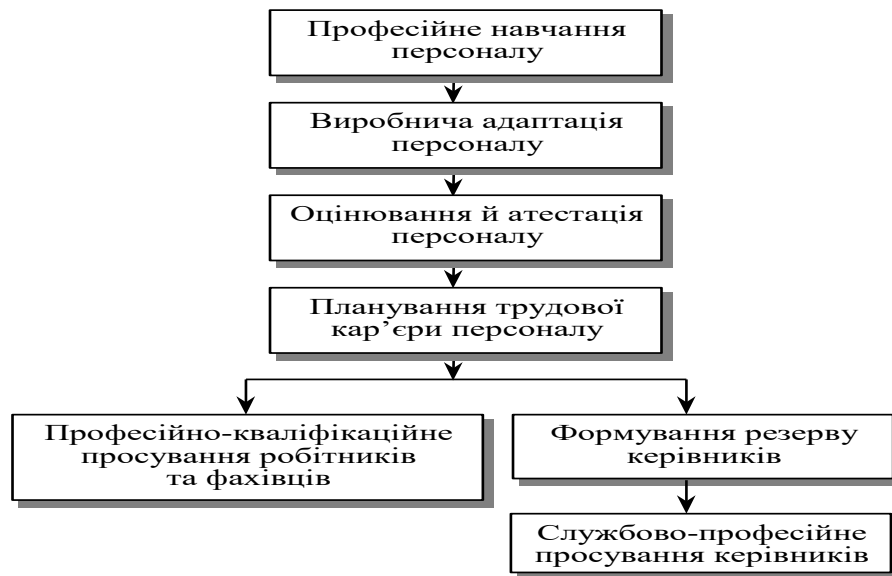 Професійне навчання
персоналу
Виробнича адаптація
персоналу
Оцінювання й атестація
персоналу
Планування трудової
кар’єри персоналу
Професійно-кваліфікаційне
просування робітників
та фахівців
Формування резерву
керівників
Службово-професійне
просування керівників